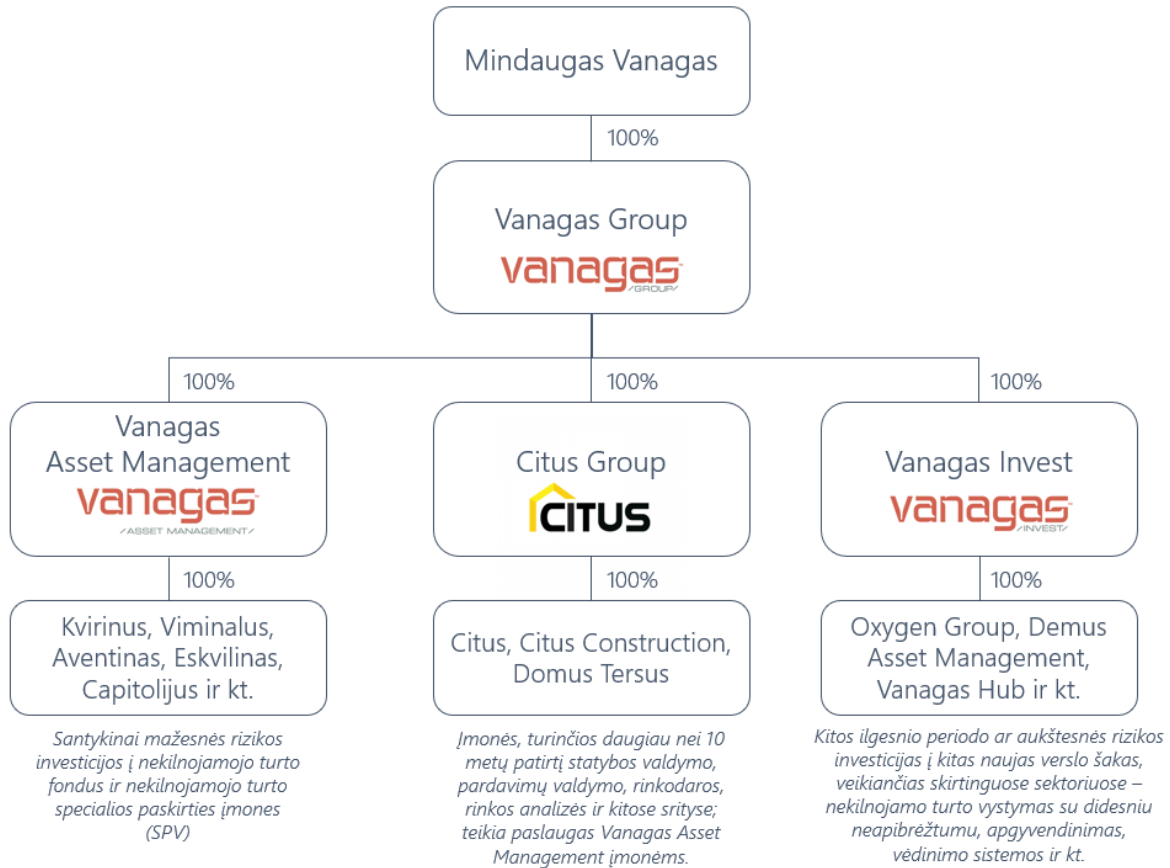 Mindaugas Vanagas
100%
Vanagas Group
vanagas™
/GROUP/
100%
100%
100%
Vanagas
Asset Management
vanagas™
/ASSET MANAGEMENT/
Citus Group
CITUS
Vanagas Invest
vanagas™
/INVEST/
100%
100%
100%
Kvirinus, Viminalus,
Aventinas, Eskvilinas,
Capitolijus ir kt.
Citus, Citus Construction,
Domus Tersus
Oxygen Group, Demus
Asset Management,
Vanagas Hub ir kt.
Santykinai mažesnės rizikos
investicijos į nekilnojamojo turto
fondus ir nekilnojamojo turto
specialios paskirties įmones
(SPV)
Įmonės, turinčios daugiau nei 10
metų patirtį statybos valdymo,
pardavimų valdymo, rinkodaros,
rinkos analizės ir kitose srityse;
teikia paslaugas Vanagas Asset
Management įmonėms.
Kitos ilgesnio periodo ar aukštesnės rizikos
investicijas į kitas naujas verslo šakas,
veikiančias skirtinguose sektoriuose –
nekilnojamo turto vystymas su didesniu
neapibrėžtumu, apgyvendinimas,
vėdinimo sistemos ir kt.